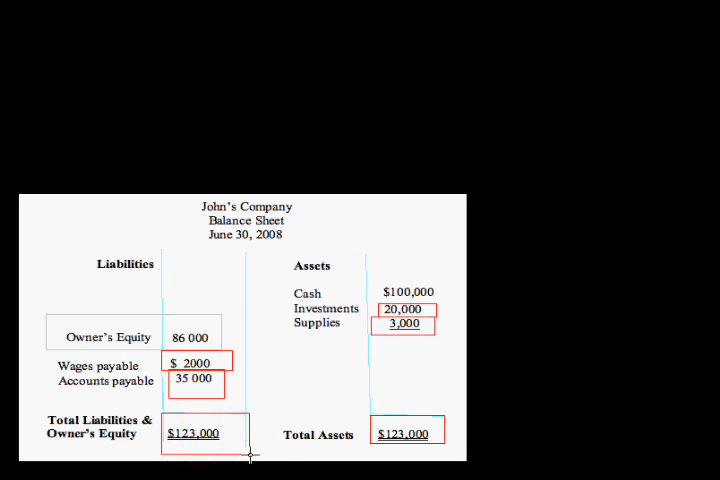 John's Company
Balance Sheet
June 30, 2008
Liabilities
Assets
Cash $100,000
Investments 20,000
Supplies 3,000
Owner's Equity 86 000
Wages payable $ 2000
Accounts payable 35 000
Total Liabilities &
Owner's Equity $123,000
Total Assets $123,000